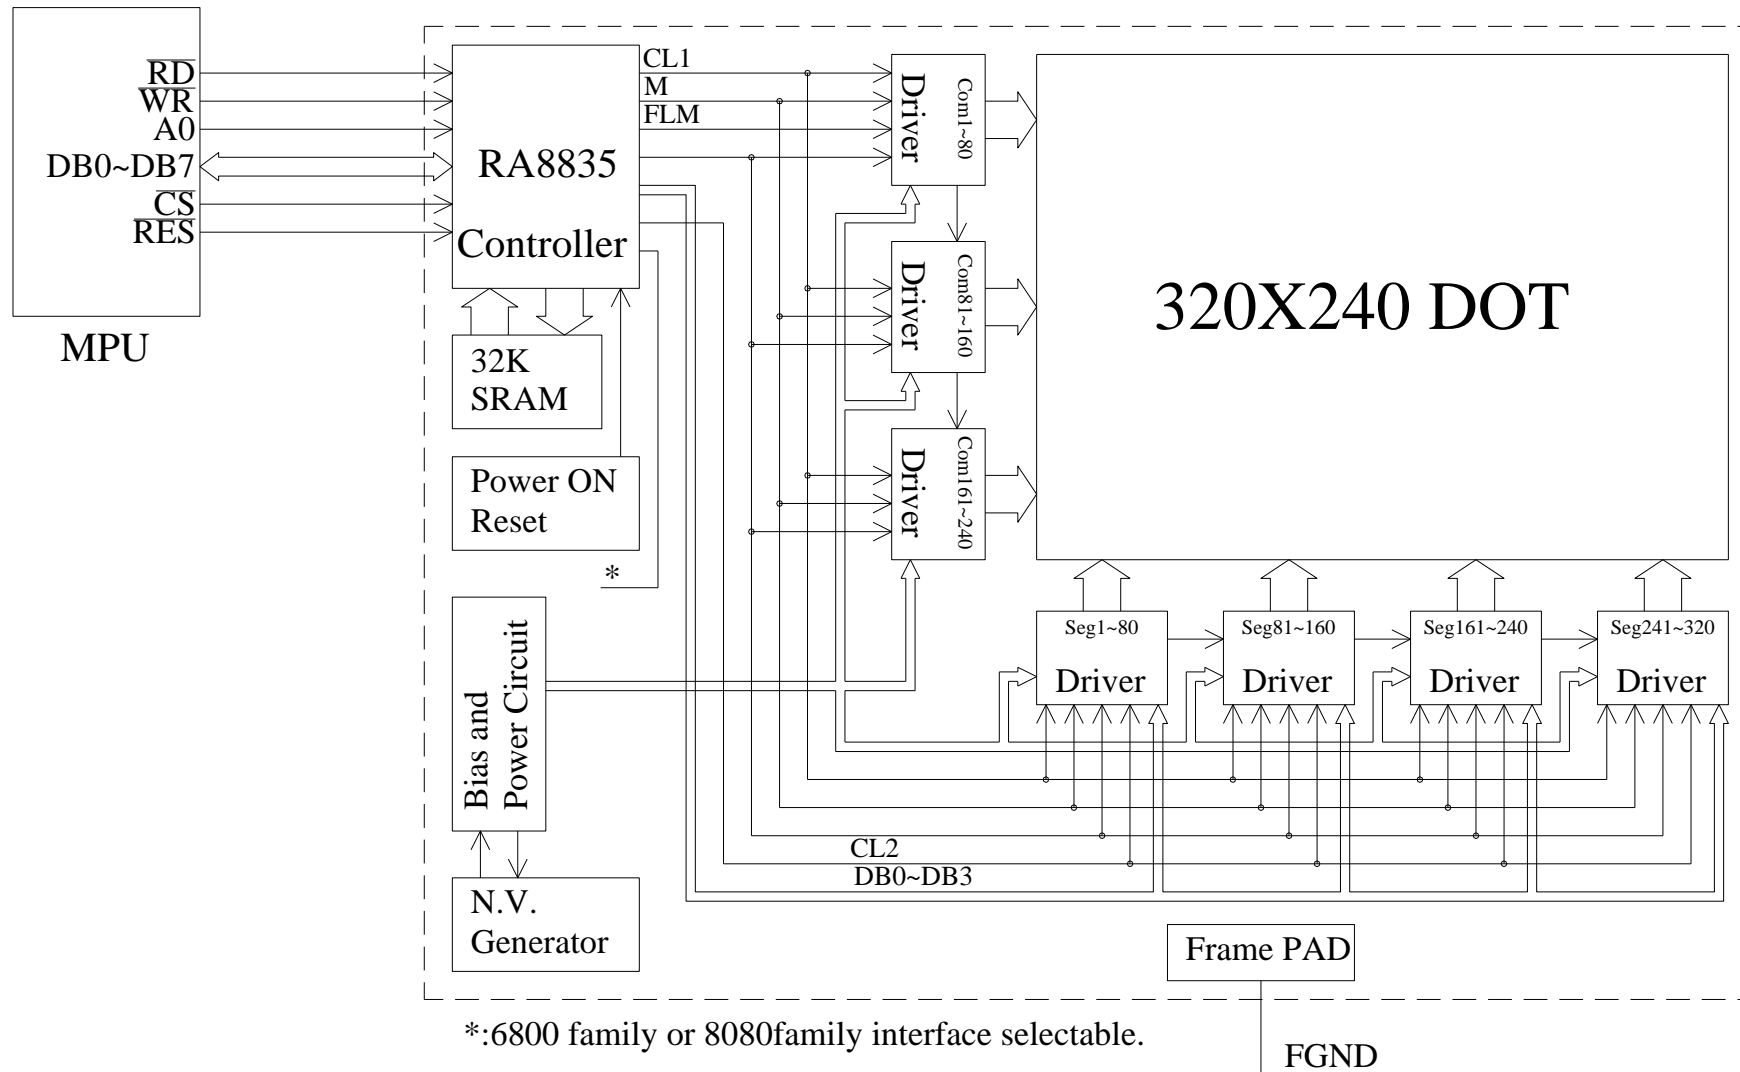 RD
WR
A0
DB0~DB7
CS
RES
MPU
RA8835
Controller
32K
SRAM
Power ON
Reset
*
Bias and
Power Circuit
N.V.
Generator
CL1
M
FLM
Driver
Com1~80
Driver
Com81~160
Driver
Com161~240
320X240 DOT
Seg1~80
Driver
Seg81~160
Driver
Seg161~240
Driver
Seg241~320
Driver
CL2
DB0~DB3
Frame PAD
*:6800 family or 8080family interface selectable.
FGND